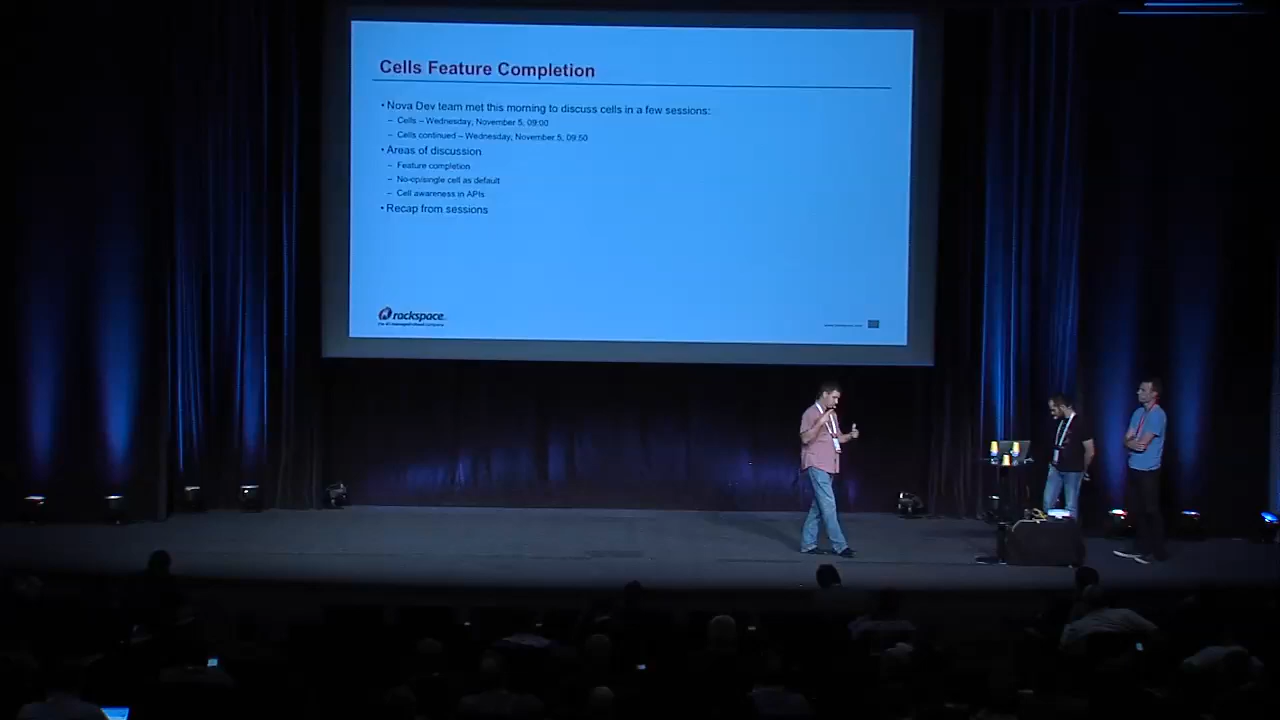 Cells Feature Completion
• Nova Dev team met this morning to discuss cells in a few sessions:
– Cells – Wednesday, November 5, 09:00
– Cells continued – Wednesday, November 5, 09:50
• Areas of discussion
– Feature completion
– No-op/single cell as default
– Cell awareness in APIs
• Recap from sessions
rackspace